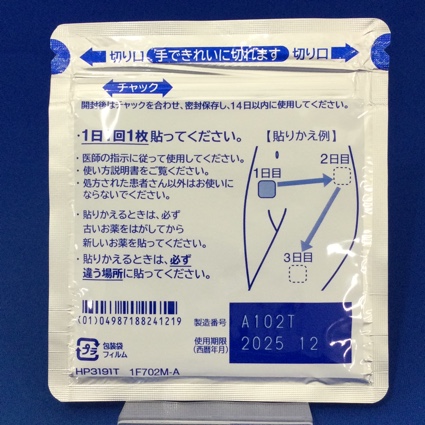 切り口 手できれいに切れます 切り口
チャック
開封後はチャックを合わせ、密封保存し、14日以内に使用してください。
・1日1回1枚貼ってください。
【貼りかえ例】
・医師の指示に従って使用してください。
・使い方説明書をご覧ください。
・処方された患者さん以外はお使いに
ならないでください。
・貼りかえるときは、必ず
古いお薬をはがしてから
新しいお薬を貼ってください。
・貼りかえるときは、必ず
違う場所に貼ってください。
1日目
2日目
3日目
(01)04987188241219
プラ
包装袋
フィルム
製造番号 A102T
使用期限
(西暦年月) 2025 12
HP3191T 1F702M-A